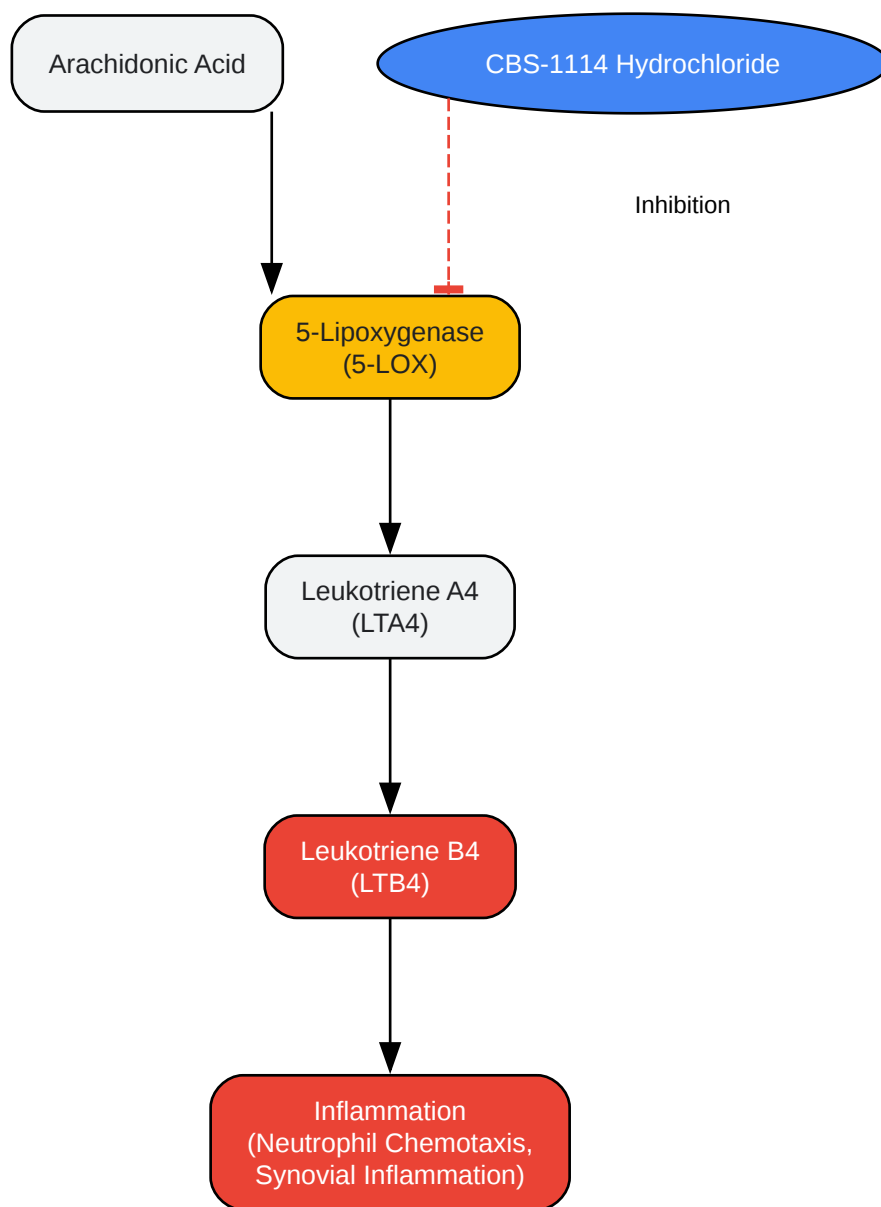 Arachidonic Acid
CBS-1114 Hydrochloride
Inhibition
5-Lipoxygenase
(5-LOX)
Leukotriene A4
(LTA4)
Leukotriene B4
(LTB4)
Inflammation
(Neutrophil Chemotaxis,
Synovial Inflammation)